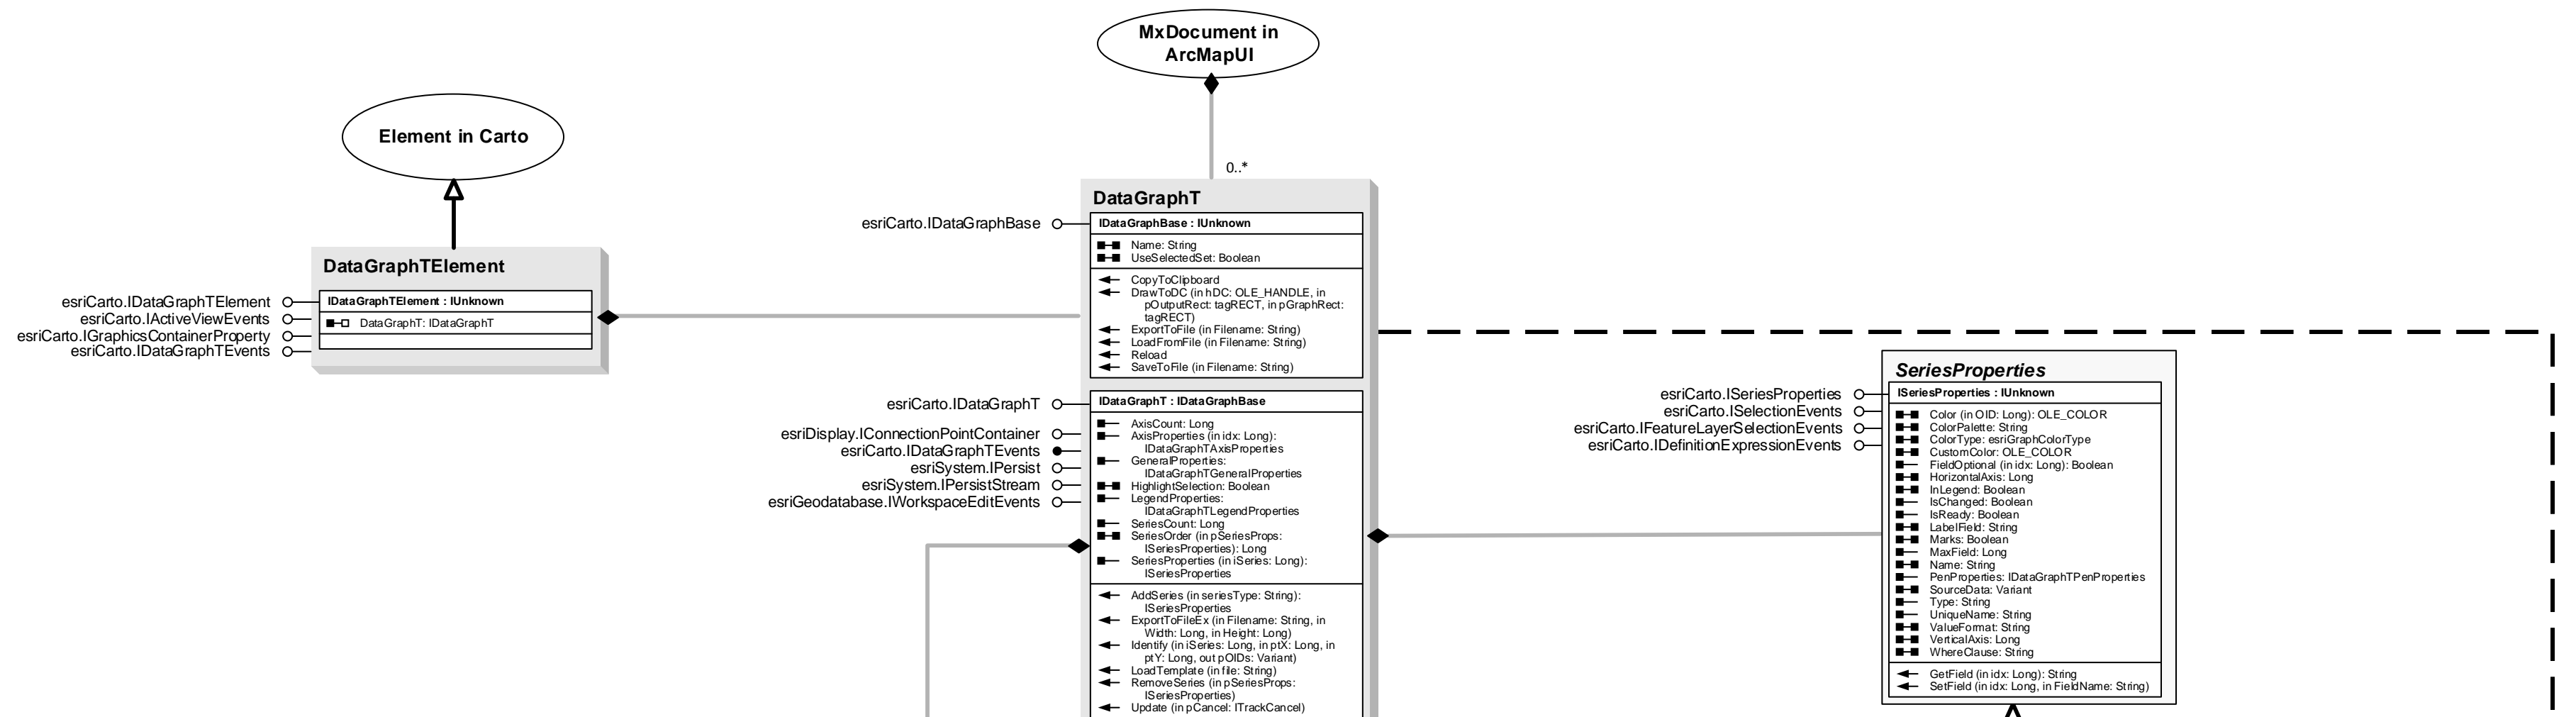 MxDocument in
ArcMapUI
Element in Carto
0..*
DataGraphTElement
esriCarto.IDataGraphTElement
esriCarto.IActiveViewEvents
esriCarto.IGraphicsContainerProperty
esriCarto.IDataGraphTEvents
IDataGraphTElement : IUnknown
DataGraphT: IDataGraphT
DataGraphT
esriCarto.IDataGraphBase
IDataGraphBase : IUnknown
Name: String
UseSelectedSet: Boolean
CopyToClipboard
DrawToDC (in hDC: OLE_HANDLE, in
pOutputRect: tagRECT, in pGraphRect:
tagRECT)
ExportToFile (in Filename: String)
LoadFromFile (in Filename: String)
Reload
SaveToFile (in Filename: String)
esriCarto.IDataGraphT
esriDisplay.IConnectionPointContainer
esriCarto.IDataGraphTEvents
esriSystem.IPersist
esriSystem.IPersistStream
esriGeodatabase.IWorkspaceEditEvents
IDataGraphT : IDataGraphBase
AxisCount: Long
AxisProperties (in idx: Long):
IDataGraphTAxisProperties
GeneralProperties:
IDataGraphTGeneralProperties
HighlightSelection: Boolean
LegendProperties:
IDataGraphTLegendProperties
SeriesCount: Long
SeriesOrder (in pSeriesProps:
ISeriesProperties): Long
SeriesProperties (in iSeries: Long):
ISeriesProperties
AddSeries (in seriesType: String):
ISeriesProperties
ExportToFileEx (in Filename: String, in
Width: Long, in Height: Long)
Identify (in iSeries: Long, in ptX: Long, in
ptY: Long, out pOIDs: Variant)
LoadTemplate (in file: String)
RemoveSeries (in pSeriesProps:
ISeriesProperties)
Update (in pCancel: ITrackCancel)
SeriesProperties
esriCarto.ISeriesProperties
esriCarto.ISelectionEvents
esriCarto.IFeatureLayerSelectionEvents
esriCarto.IDefinitionExpressionEvents
ISeriesProperties : IUnknown
Color (in OID: Long): OLE_COLOR
ColorPalette: String
ColorType: esriGraphColorType
CustomColor: OLE_COLOR
FieldOptional (in idx: Long): Boolean
HorizontalAxis: Long
InLegend: Boolean
IsChanged: Boolean
IsReady: Boolean
LabelField: String
Marks: Boolean
MaxField: Long
Name: String
PenProperties: IDataGraphTPenProperties
SourceData: Variant
Type: String
UniqueName: String
ValueFormat: String
VerticalAxis: Long
WhereClause: String
GetField (in idx: Long): String
SetField (in idx: Long, in FieldName: String)